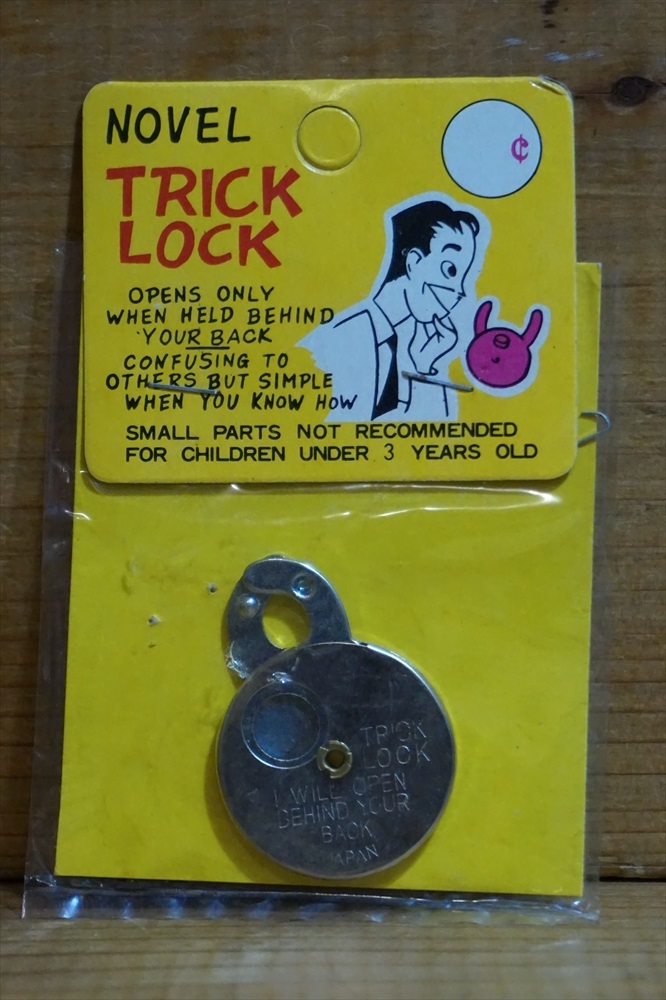 NOVEL
¢
TRICK
LOCK
OPENS ONLY
WHEN HELD BEHIND
YOUR BACK
CONFUSING TO
OTHERS BUT SIMPLE
WHEN YOU KNOW HOW
SMALL PARTS NOT RECOMMENDED
FOR CHILDREN UNDER 3 YEARS OLD
TRICK
LOCK
I WILL OPEN
BEHIND YOUR
BACK
JAPAN